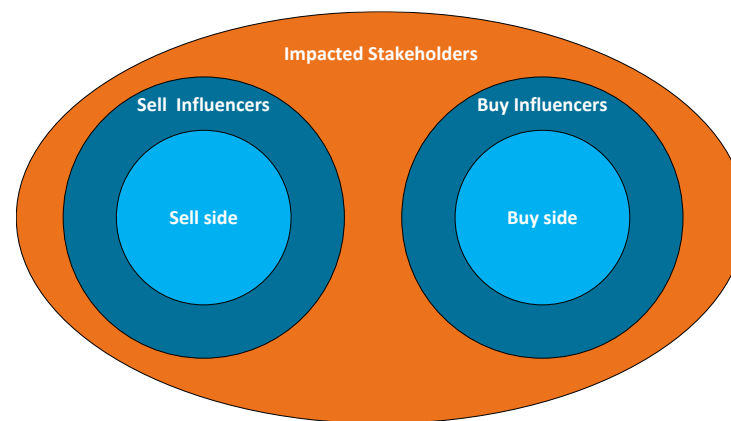 Impacted Stakeholders
Sell Influencers
Buy Influencers
Sell side
Buy side